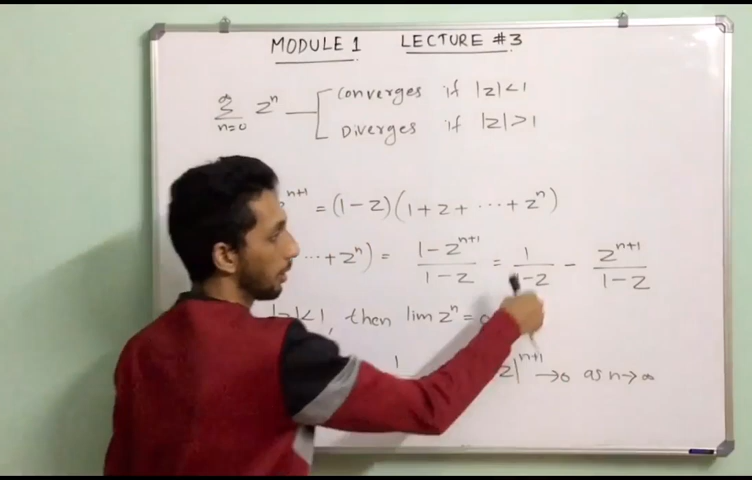 MODULE 1 LECTURE #3
∞
∑ zⁿ — converges if |z|<1
n=0
Diverges if |z|>1
n+1 = (1-z)(1+z+ ··· +zⁿ)
··· +zⁿ) = 1-zⁿ⁺¹/1-z = 1/1-z - zⁿ⁺¹/1-z
|<1, then lim zⁿ = 0
1 z|ⁿ⁺¹ →0 as n→∞